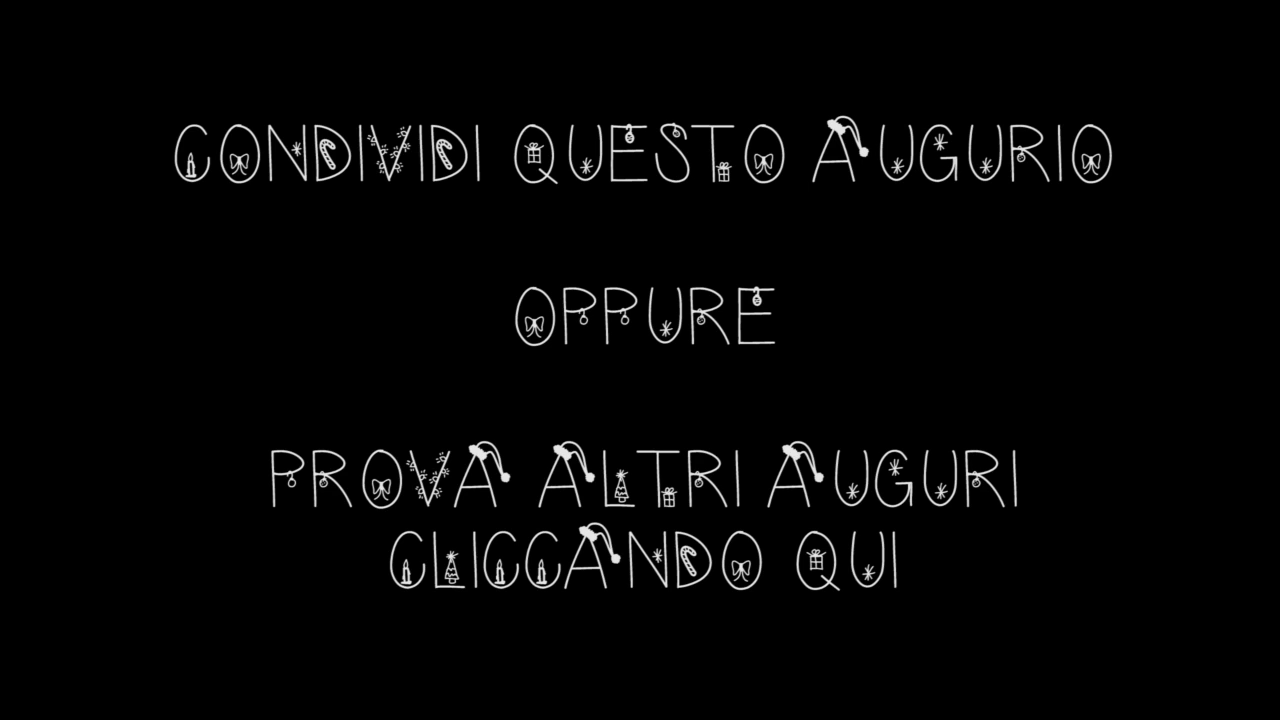 CONDIVIDI QUESTO AUGURIO
OPPURE
PROVA ALTRI AUGURI
CLICCANDO QUI